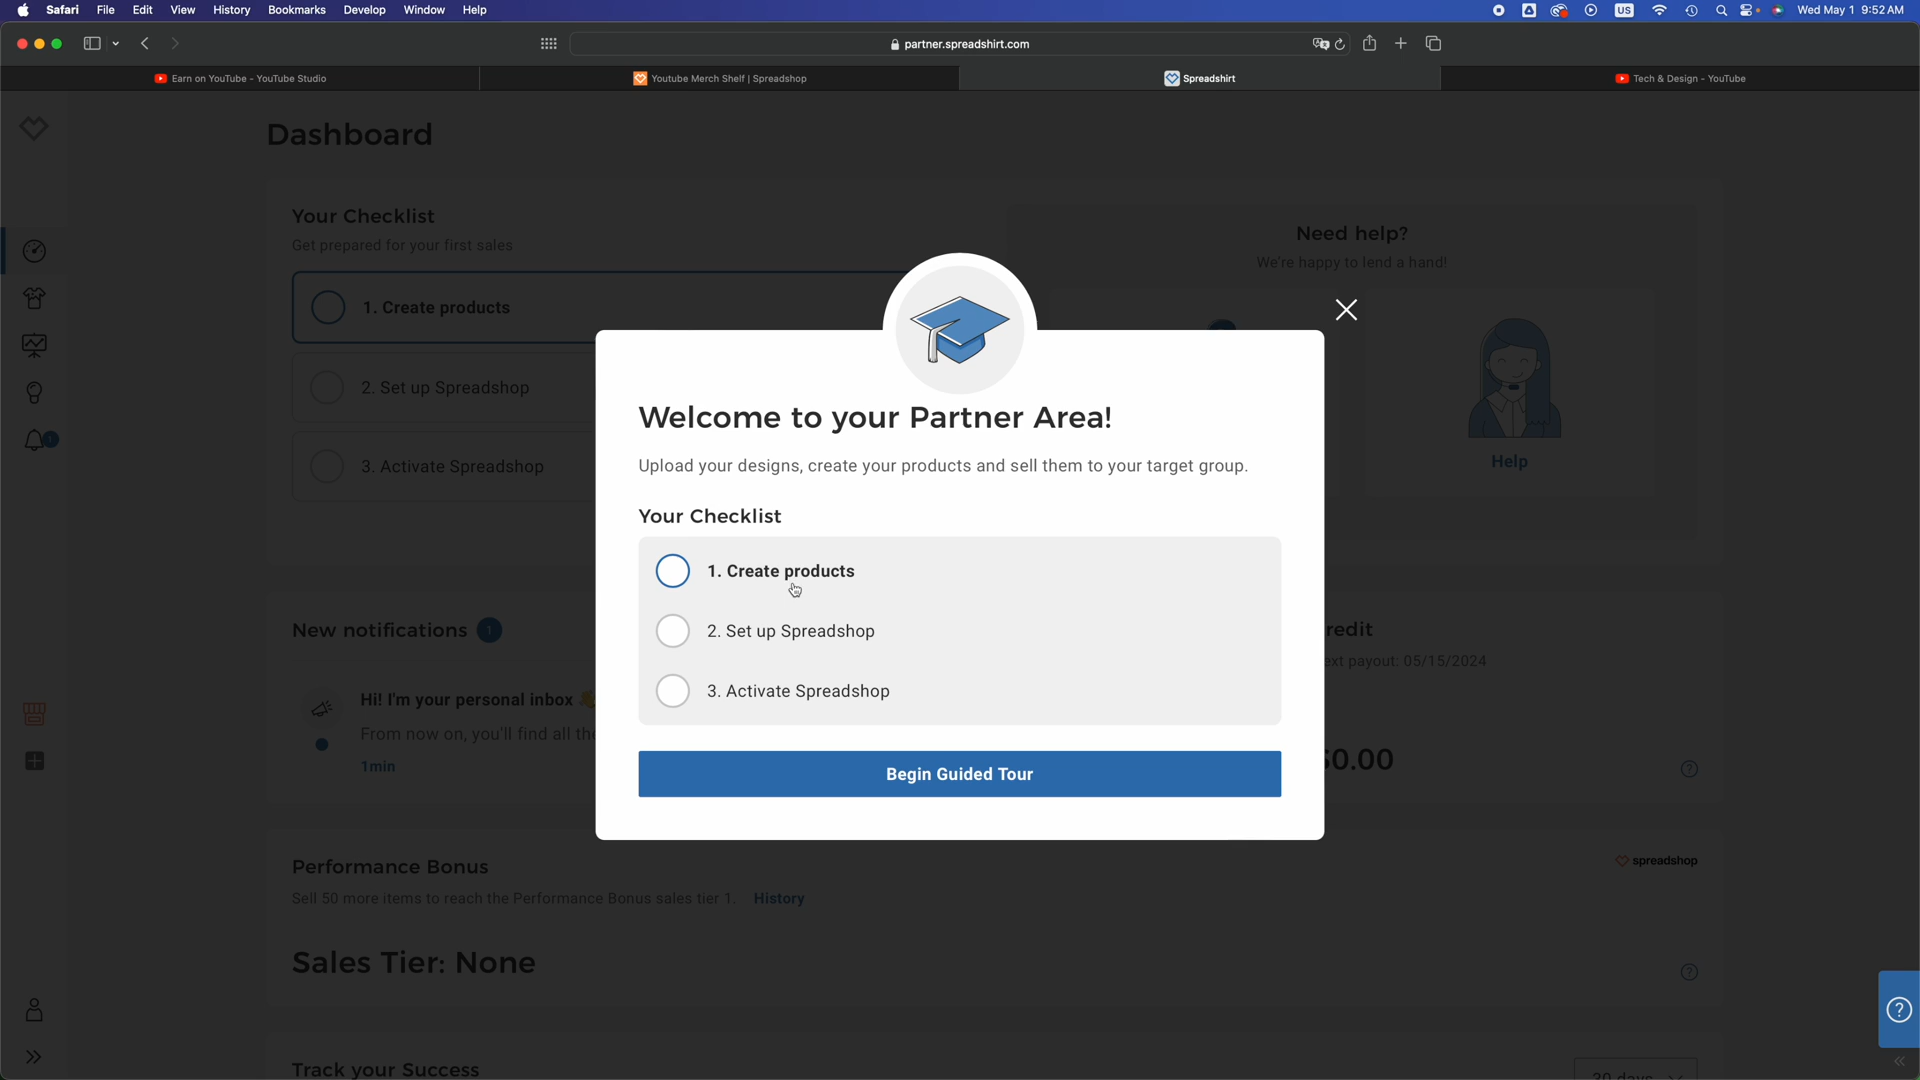 Safari File Edit View History Bookmarks Develop Window Help
US Wed May 1 9:52 AM
partner.spreadshirt.com
Earn on YouTube - YouTube Studio
Youtube Merch Shelf | Spreadshop
Spreadshirt
Tech & Design - YouTube
Dashboard
Your Checklist
Get prepared for your first sales
1. Create products
2. Set up Spreadshop
3. Activate Spreadshop
Need help?
We're happy to lend a hand!
Help
Welcome to your Partner Area!
Upload your designs, create your products and sell them to your target group.
Your Checklist
1. Create products
2. Set up Spreadshop
3. Activate Spreadshop
Begin Guided Tour
New notifications 1
Hi! I'm your personal inbox
From now on, you'll find all the
1min
redit
ext payout: 05/15/2024
$0.00
Performance Bonus
spreadshop
Sell 50 more items to reach the Performance Bonus sales tier 1. History
Sales Tier: None
Track your Success
30 days